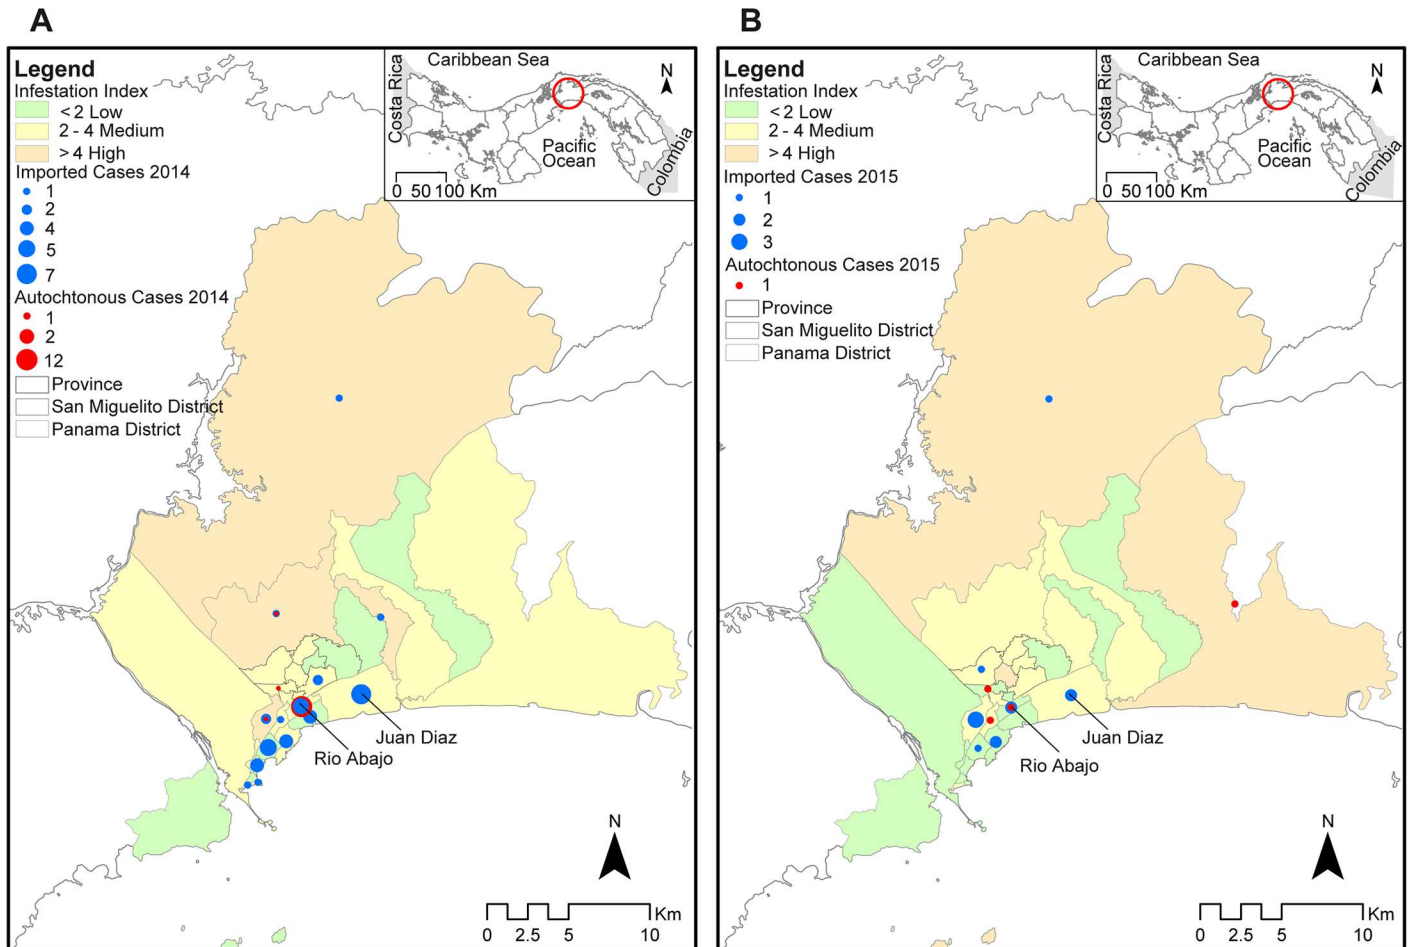 A
Legend
Infestation Index
< 2 Low
2 - 4 Medium
> 4 High
Imported Cases 2014
1
2
4
5
7
Autochtonous Cases 2014
1
2
12
Province
San Miguelito District
Panama District
Caribbean Sea
Costa Rica
N
Pacific
Ocean
Colombia
0 50 100 Km
Juan Diaz
Rio Abajo
N
Km
0 2.5 5 10
B
Legend
Infestation Index
< 2 Low
2 - 4 Medium
> 4 High
Imported Cases 2015
1
2
3
Autochtonous Cases 2015
1
Province
San Miguelito District
Panama District
Caribbean Sea
Costa Rica
N
Pacific
Ocean
Colombia
0 50 100 Km
Juan Diaz
Rio Abajo
N
Km
0 2.5 5 10